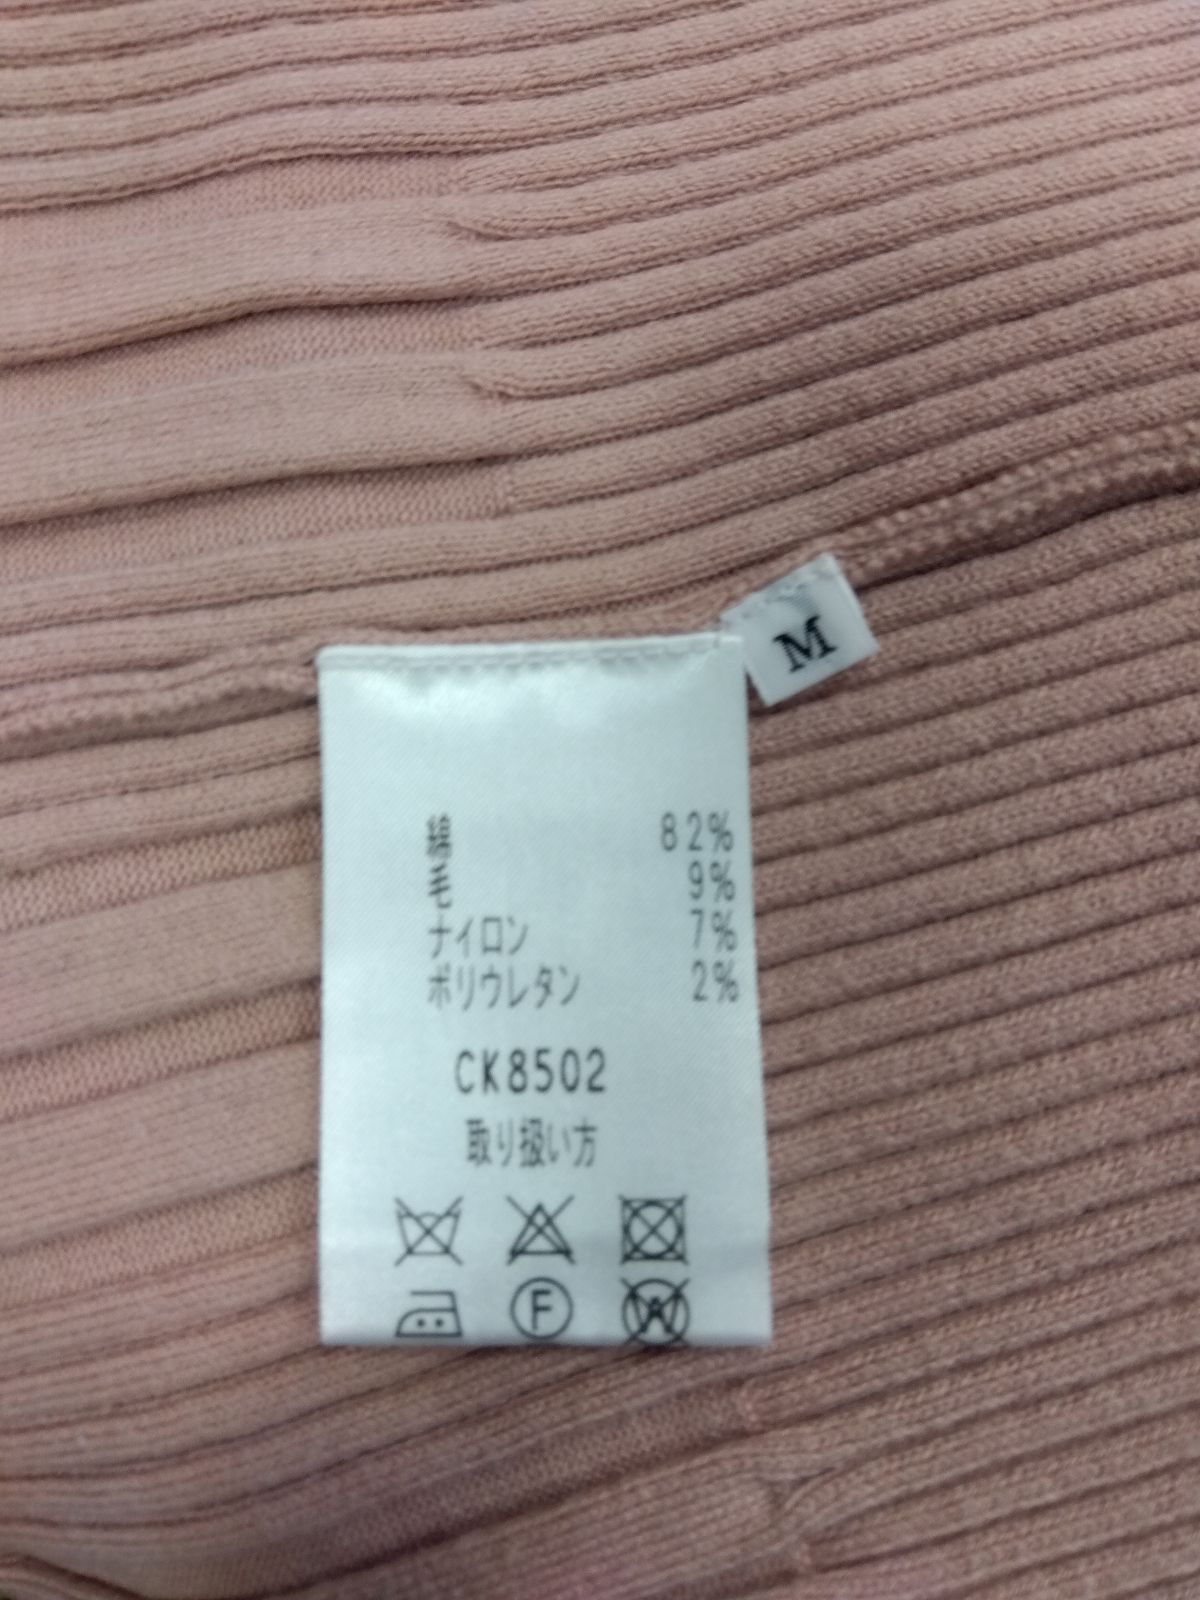 M
綿 82%
毛 9%
ナイロン 7%
ポリウレタン 2%
CK8502
取り扱い方
F
W